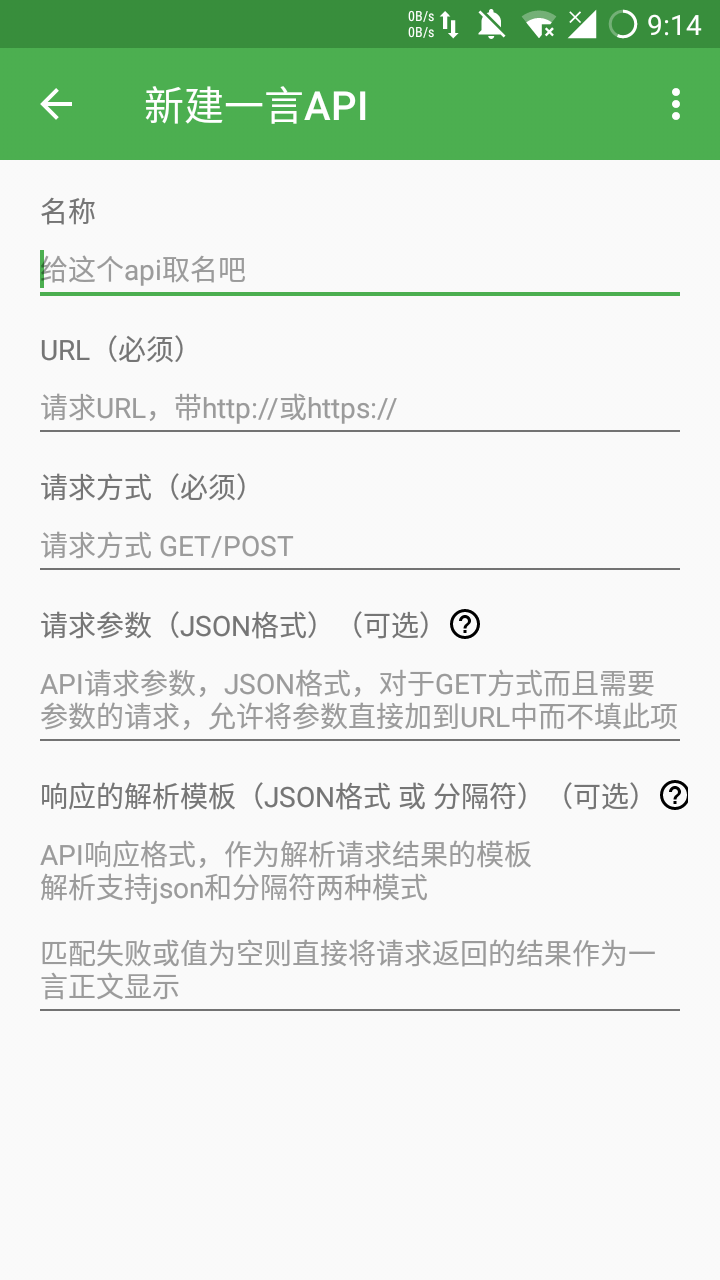 0B/s
0B/s
9:14
新建一言API
名称
给这个api取名吧
URL（必须）
请求URL，带http://或https://
请求方式（必须）
请求方式 GET/POST
请求参数（JSON格式）（可选）?
API请求参数，JSON格式，对于GET方式而且需要
参数的请求，允许将参数直接加到URL中而不填此项
响应的解析模板（JSON格式 或 分隔符）（可选）?
API响应格式，作为解析请求结果的模板
解析支持json和分隔符两种模式
匹配失败或值为空则直接将请求返回的结果作为一
言正文显示